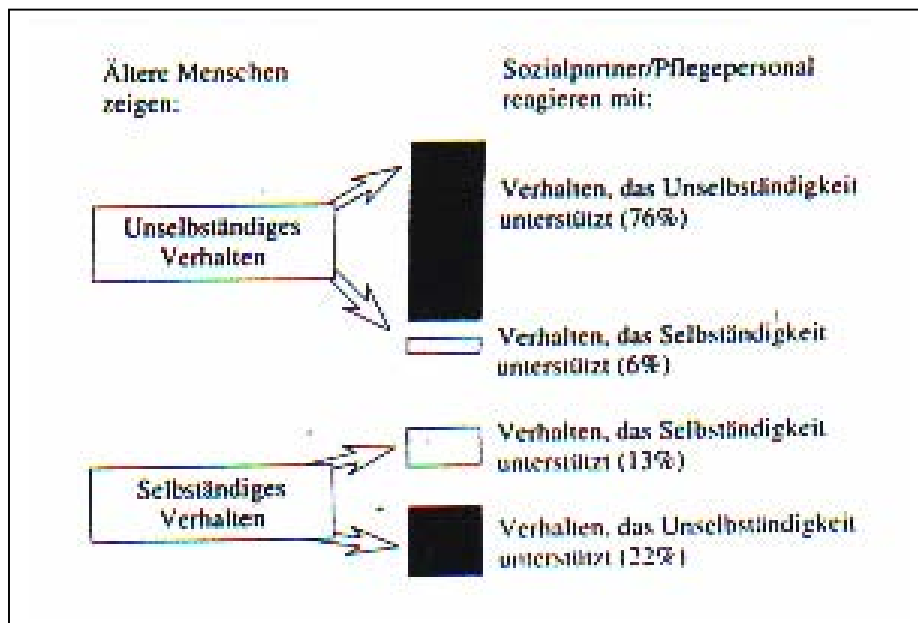 Ältere Menschen
zeigen:
Sozialpartner/Pflegepersonal
reagieren mit:
Unselbständiges
Verhalten
Verhalten, das Unselbständigkeit
unterstützt (76%)
Verhalten, das Selbständigkeit
unterstützt (6%)
Selbständiges
Verhalten
Verhalten, das Selbständigkeit
unterstützt (13%)
Verhalten, das Unselbständigkeit
unterstützt (22%)